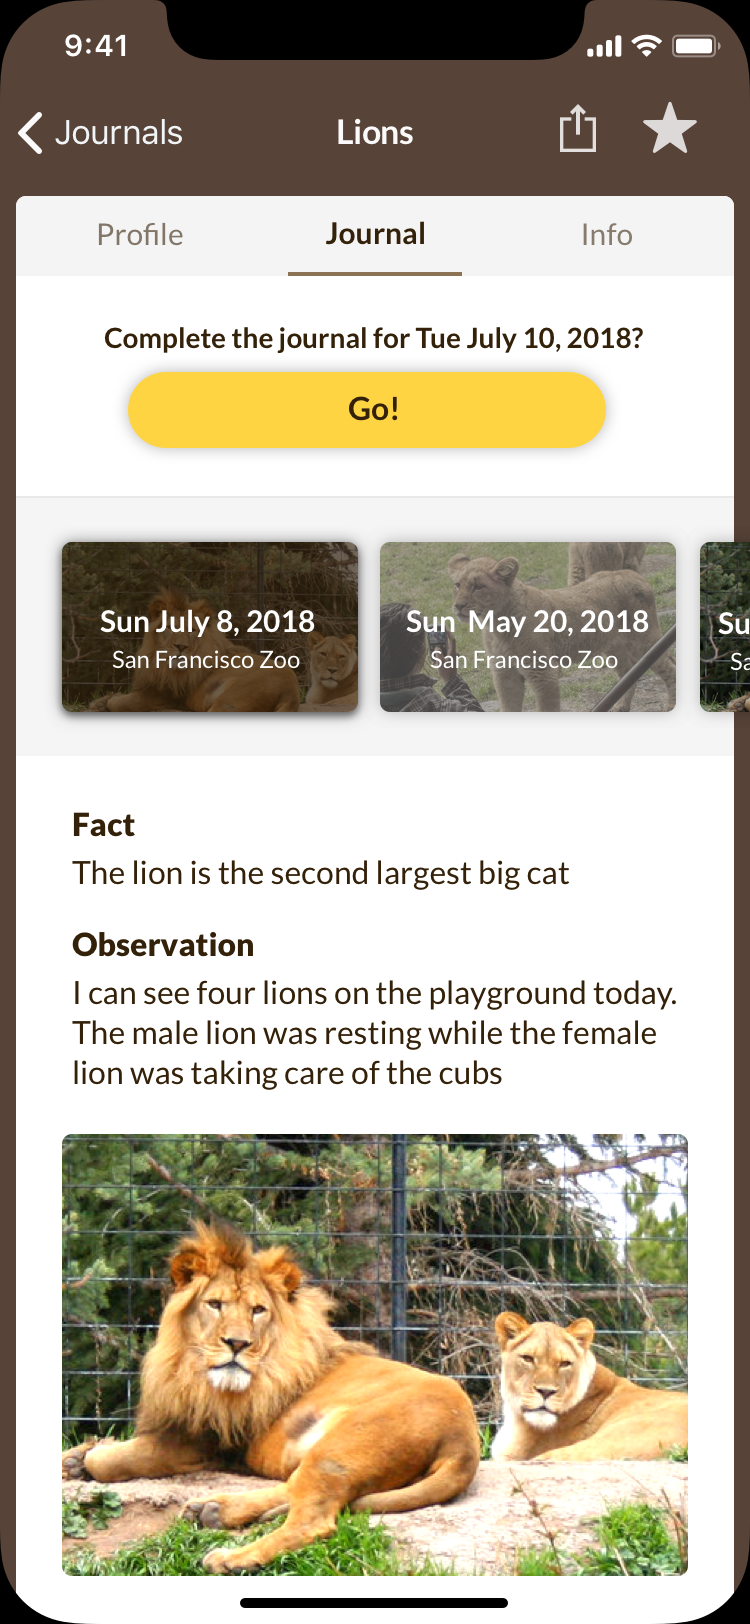 9:41
Journals
Lions
Profile
Journal
Info
Complete the journal for Tue July 10, 2018?
Go!
Sun July 8, 2018
San Francisco Zoo
Sun  May 20, 2018
San Francisco Zoo
Su
Sa
Fact
The lion is the second largest big cat
Observation
I can see four lions on the playground today.
The male lion was resting while the female
lion was taking care of the cubs